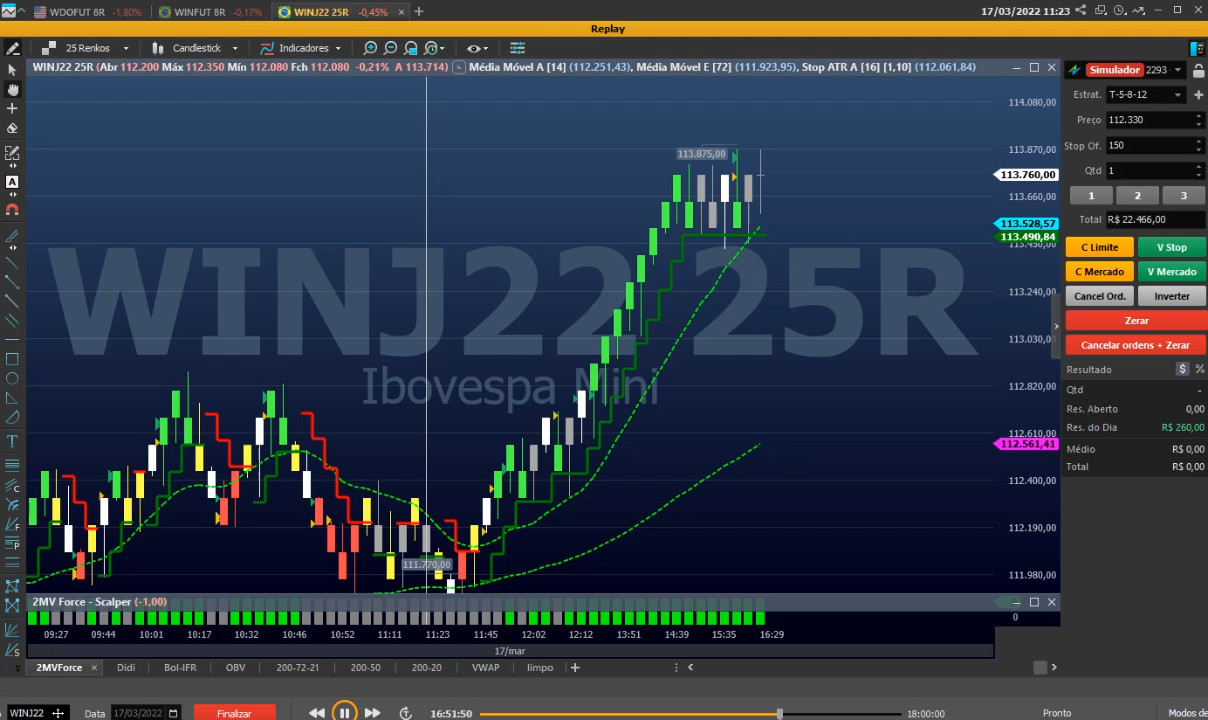 WDOFUT 8R -1,80%
WINFUT 8R -0,17%
WINJ22 25R -0,45%
17/03/2022 11:23
Replay
25 Renkos
Candlestick
Indicadores
WINJ22 25R (Abr 112.200 Máx 112.350 Mín 112.080 Fch 112.080 -0,21% A 113.714)
Média Móvel A [14] (112.251,43), Média Móvel E [72] (111.923,95), Stop ATR A [16] [1,10] (112.061,84)
Simulador 2293
Estrat. T-5-8-12
Preço 112.330
Stop Of. 150
Qtd 1
1 2 3
Total R$ 22.466,00
C Limite V Stop
C Mercado V Mercado
Cancel Ord. Inverter
Zerar
Cancelar ordens + Zerar
Resultado $ %
Qtd -
Res. Aberto 0,00
Res. do Dia R$ 260,00
Médio R$ 0,00
Total R$ 0,00
114.080,00
113.870,00
113.760,00
113.660,00
113.528,57
113.490,84
113.450,00
113.240,00
113.030,00
112.820,00
112.610,00
112.561,41
112.400,00
112.190,00
111.980,00
113.875,00
WINJ22 25R
Ibovespa Mini
111.770,00
2MV Force - Scalper (-1,00)
0
09:27 09:44 10:01 10:17 10:32 10:46 10:52 11:11 11:23 11:45 12:02 12:12 13:51 14:39 15:35 16:29
17/mar
2MVForce Didi Bol-IFR OBV 200-72-21 200-50 200-20 VWAP limpo
WINJ22 Data 17/03/2022 Finalizar 16:51:50 18:00:00 Pronto Modos de